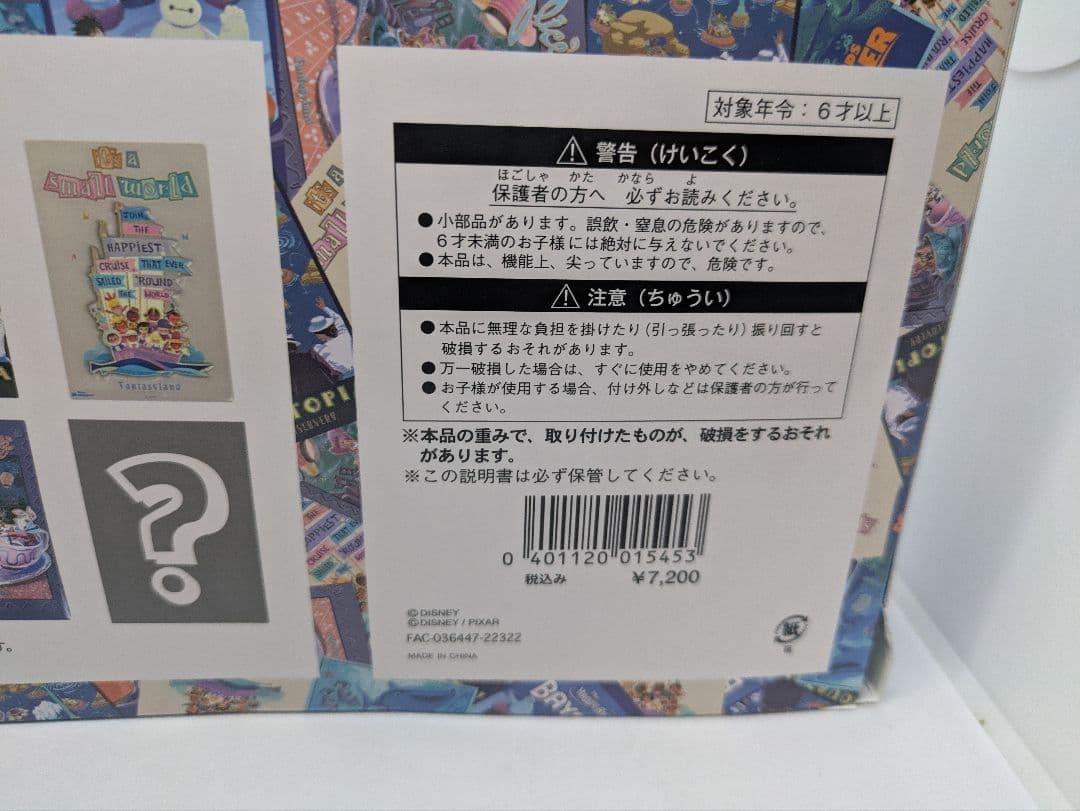 it's a
small world
JOIN
THE
HAPPIEST
CRUISE THAT EVER
SAILED 'ROUND
THE WORLD
Fantasyland
?
す。
対象年令：6才以上
⚠ 警告（けいこく）
ほごしゃ かた かなら よ
保護者の方へ 必ずお読みください。
●小部品があります。誤飲・窒息の危険がありますので、
6才未満のお子様には絶対に与えないでください。
●本品は、機能上、尖っていますので、危険です。
⚠ 注意（ちゅうい）
●本品に無理な負担を掛けたり（引っ張ったり）振り回すと
破損するおそれがあります。
●万一破損した場合は、すぐに使用をやめてください。
●お子様が使用する場合、付け外しなどは保護者の方が行って
ください。
※本品の重みで、取り付けたものが、破損をするおそれ
があります。
※この説明書は必ず保管してください。
0 401120 015453
税込み ¥7,200
©DISNEY
©DISNEY / PIXAR
FAC-036447-22322
MADE IN CHINA
紙